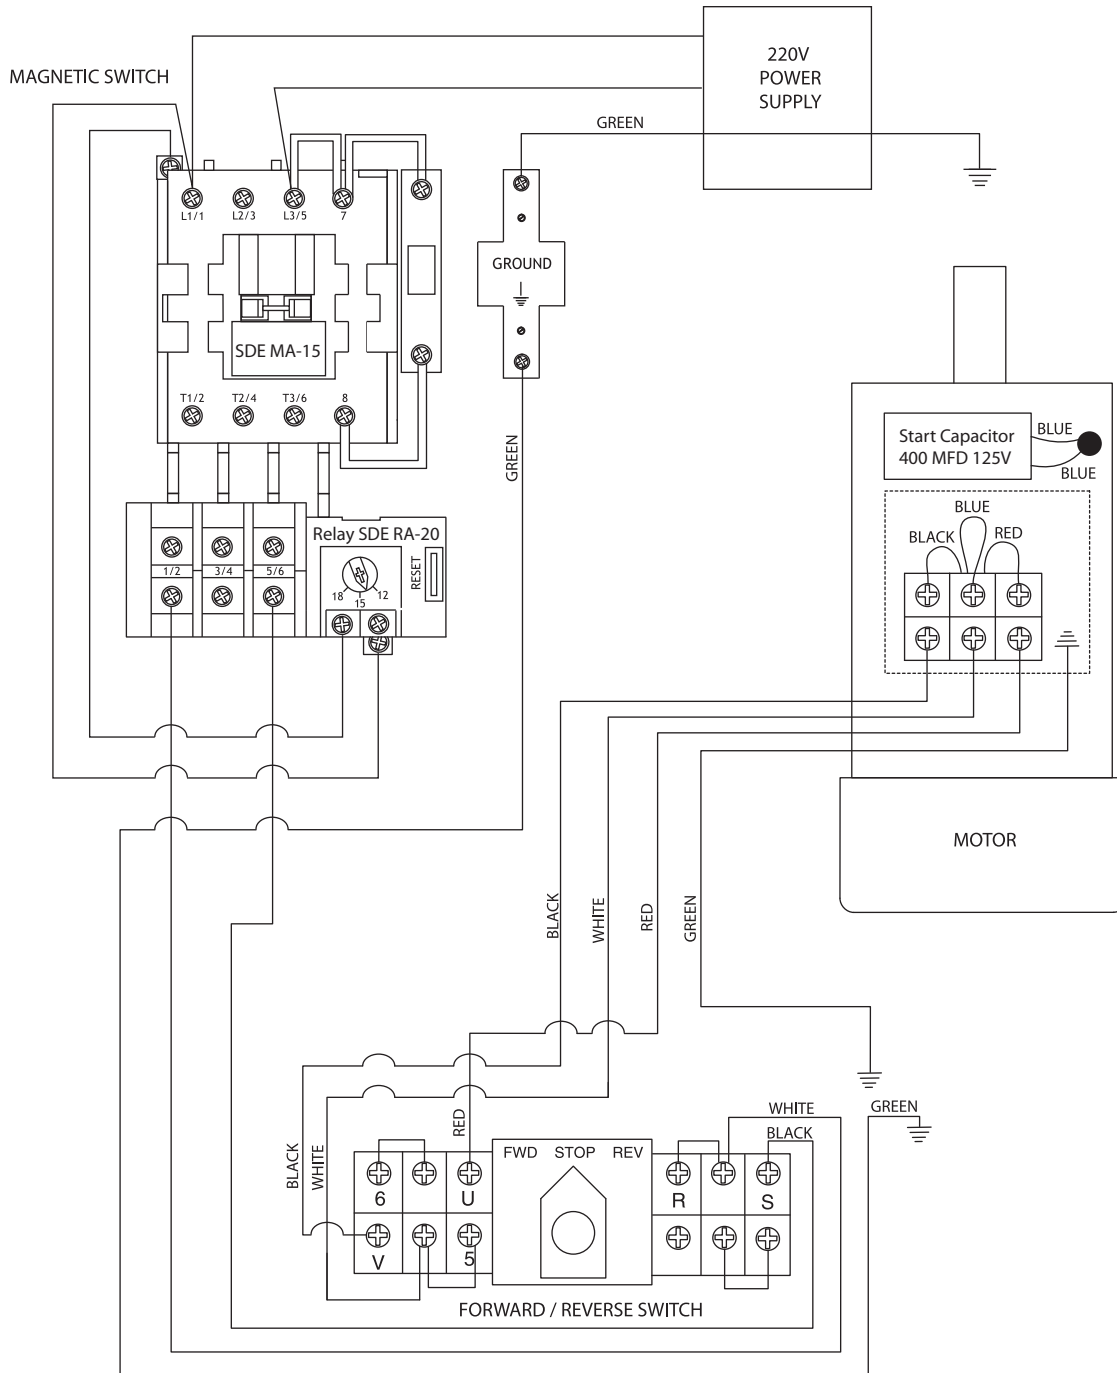 220V
POWER
SUPPLY
MAGNETIC SWITCH
GREEN
L1/1
L2/3
L3/5
7
GROUND
SDE MA-15
T1/2
T2/4
T3/6
8
GREEN
Start Capacitor
400 MFD 125V
BLUE
BLUE
BLUE
BLACK
RED
Relay SDE RA-20
RESET
1/2
3/4
5/6
18
15
12
MOTOR
BLACK
WHITE
RED
GREEN
GREEN
WHITE
BLACK
BLACK
WHITE
RED
FWD
STOP
REV
6
U
R
S
V
5
FORWARD / REVERSE SWITCH